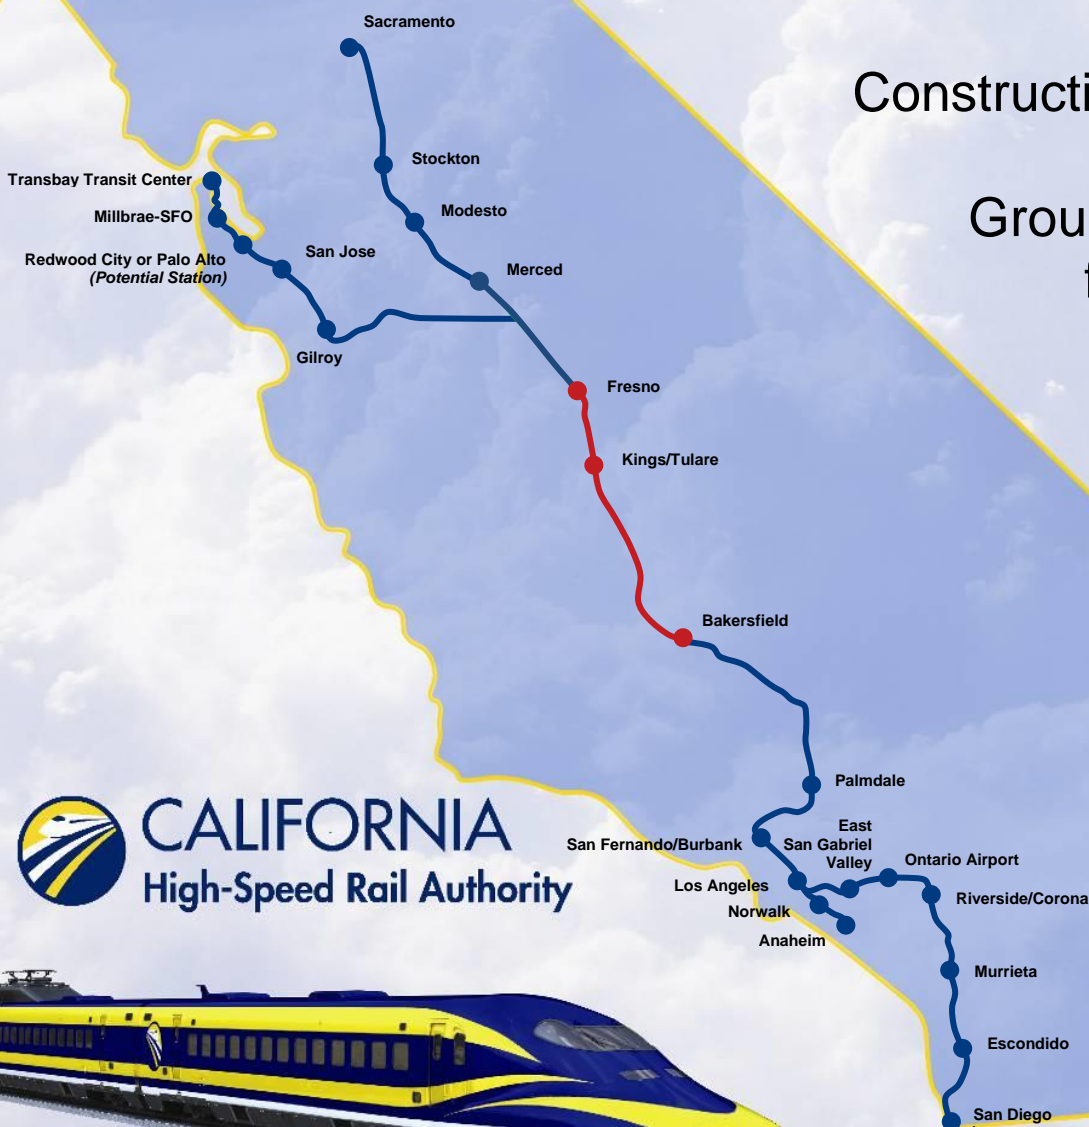 Sacramento
Stockton
Transbay Transit Center
Modesto
Millbrae-SFO
San Jose
Redwood City or Palo Alto
(Potential Station)
Merced
Gilroy
Fresno
Kings/Tulare
Bakersfield
Palmdale
East
San Gabriel
Valley
San Fernando/Burbank
Ontario Airport
Los Angeles
Riverside/Corona
Norwalk
Anaheim
Murrieta
Escondido
San Diego
CALIFORNIA
High-Speed Rail Authority